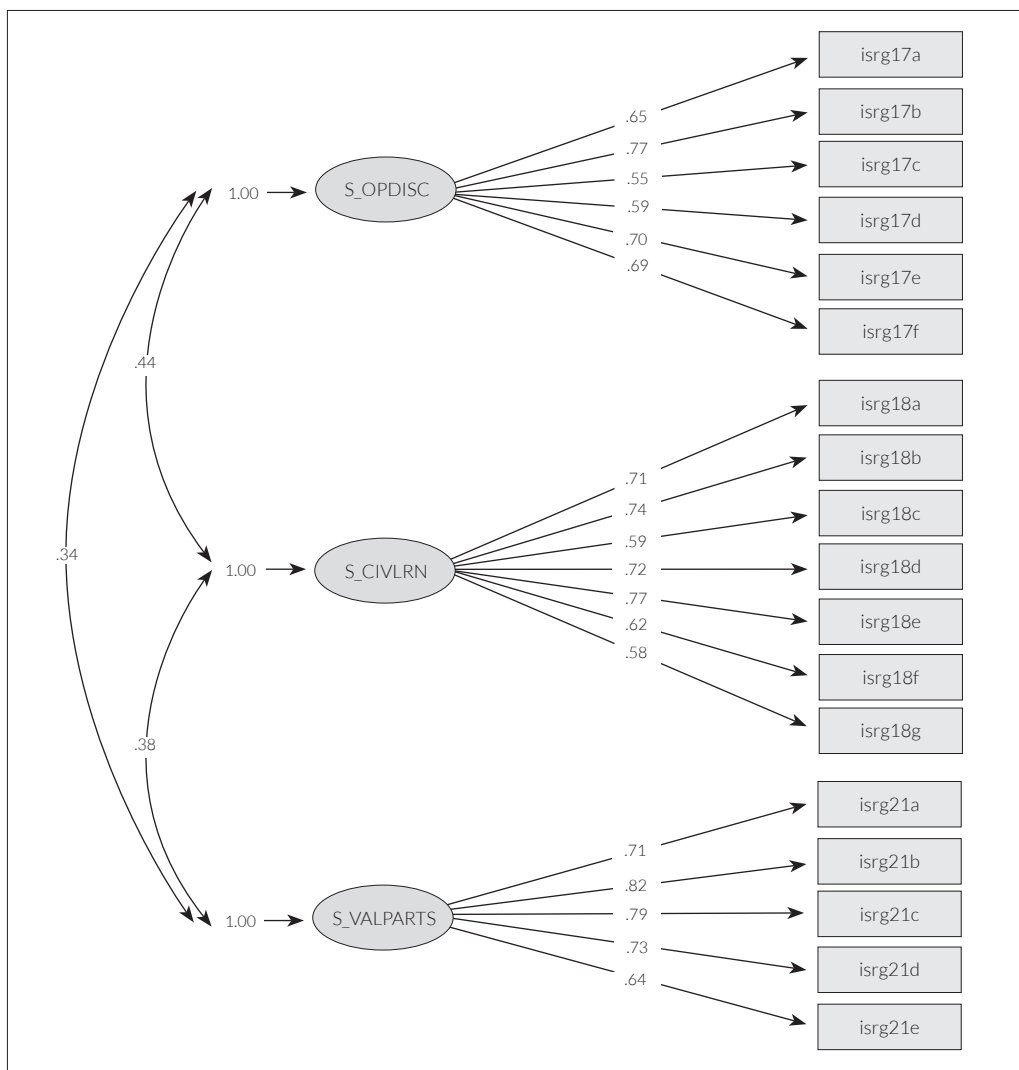 isrg17a
isrg17b
isrg17c
isrg17d
isrg17e
isrg17f
.65
.77
.55
.59
.70
.69
1.00
S_OPDISC
.44
isrg18a
isrg18b
isrg18c
isrg18d
isrg18e
isrg18f
isrg18g
.71
.74
.59
.72
.77
.62
.58
1.00
S_CIVLRN
.34
.38
isrg21a
isrg21b
isrg21c
isrg21d
isrg21e
.71
.82
.79
.73
.64
1.00
S_VALPARTS